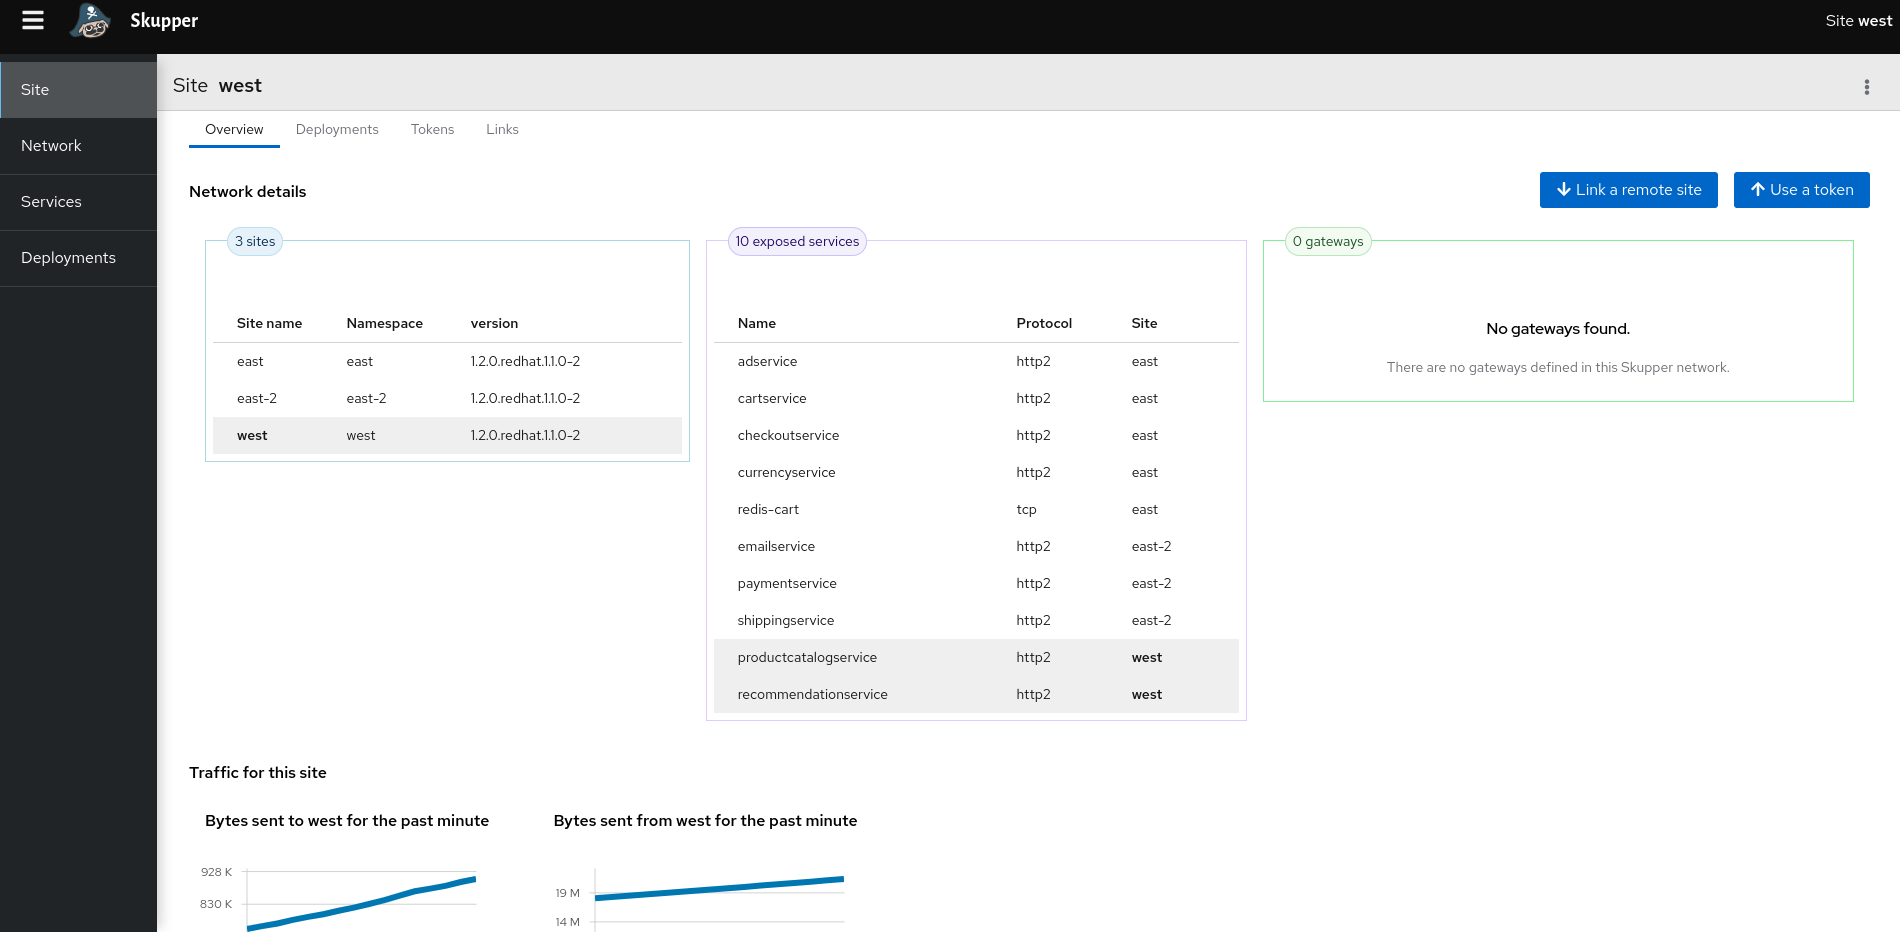 Skupper
Site west
Site
Network
Services
Deployments
Site west
Overview Deployments Tokens Links
Network details
Link a remote site
Use a token
3 sites
Site name Namespace version
east east 1.2.0.redhat.1.1.0-2
east-2 east-2 1.2.0.redhat.1.1.0-2
west west 1.2.0.redhat.1.1.0-2
10 exposed services
Name Protocol Site
adservice http2 east
cartservice http2 east
checkoutservice http2 east
currencyservice http2 east
redis-cart tcp east
emailservice http2 east-2
paymentservice http2 east-2
shippingservice http2 east-2
productcatalogservice http2 west
recommendationservice http2 west
0 gateways
No gateways found.
There are no gateways defined in this Skupper network.
Traffic for this site
Bytes sent to west for the past minute
928 K
830 K
Bytes sent from west for the past minute
19 M
14 M